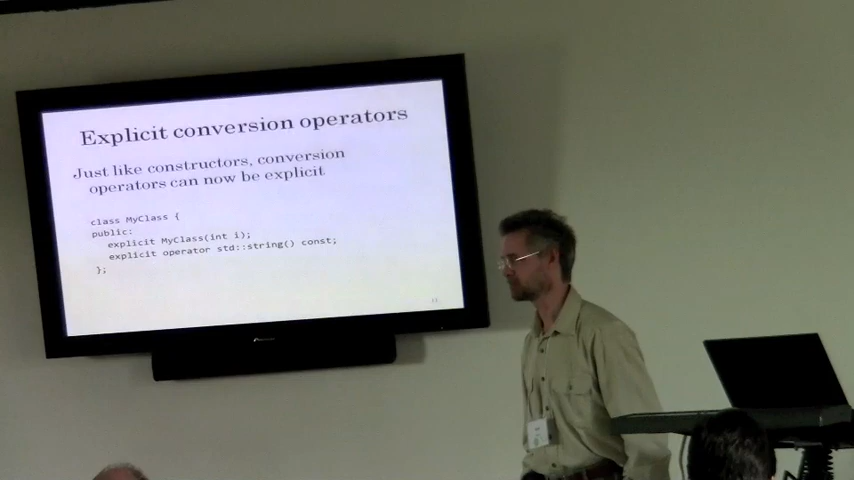 Explicit conversion operators
Just like constructors, conversion
operators can now be explicit
class MyClass {
public:
explicit MyClass(int i);
explicit operator std::string() const;
};